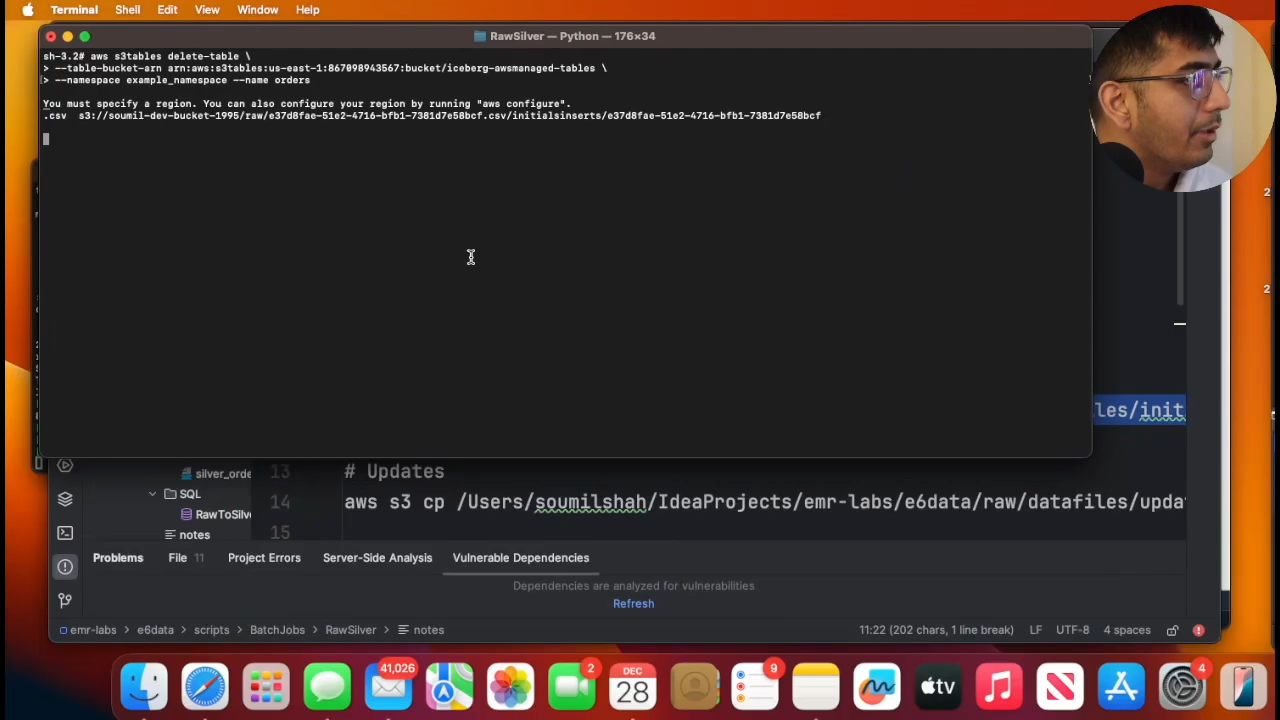 Terminal Shell Edit View Window Help
RawSilver — Python — 176×34
sh-3.2# aws s3tables delete-table \
> --table-bucket-arn arn:aws:s3tables:us-east-1:867098943567:bucket/iceberg-awsmanaged-tables \
> --namespace example_namespace --name orders
You must specify a region. You can also configure your region by running "aws configure".
.csv s3://soumil-dev-bucket-1995/raw/e37d8fae-51e2-4716-bfb1-7381d7e58bcf.csv/initialsinserts/e37d8fae-51e2-4716-bfb1-7381d7e58bcf
2
2
les/init
silver_orde
13 # Updates
SQL
14 aws s3 cp /Users/soumilshah/IdeaProjects/emr-labs/e6data/raw/datafiles/upda
RawToSilv
notes
15
Problems File 11 Project Errors Server-Side Analysis Vulnerable Dependencies
Dependencies are analyzed for vulnerabilities
Refresh
emr-labs › e6data › scripts › BatchJobs › RawSilver › notes
11:22 (202 chars, 1 line break) LF UTF-8 4 spaces
41,026
2
DEC
28
9
tv
4